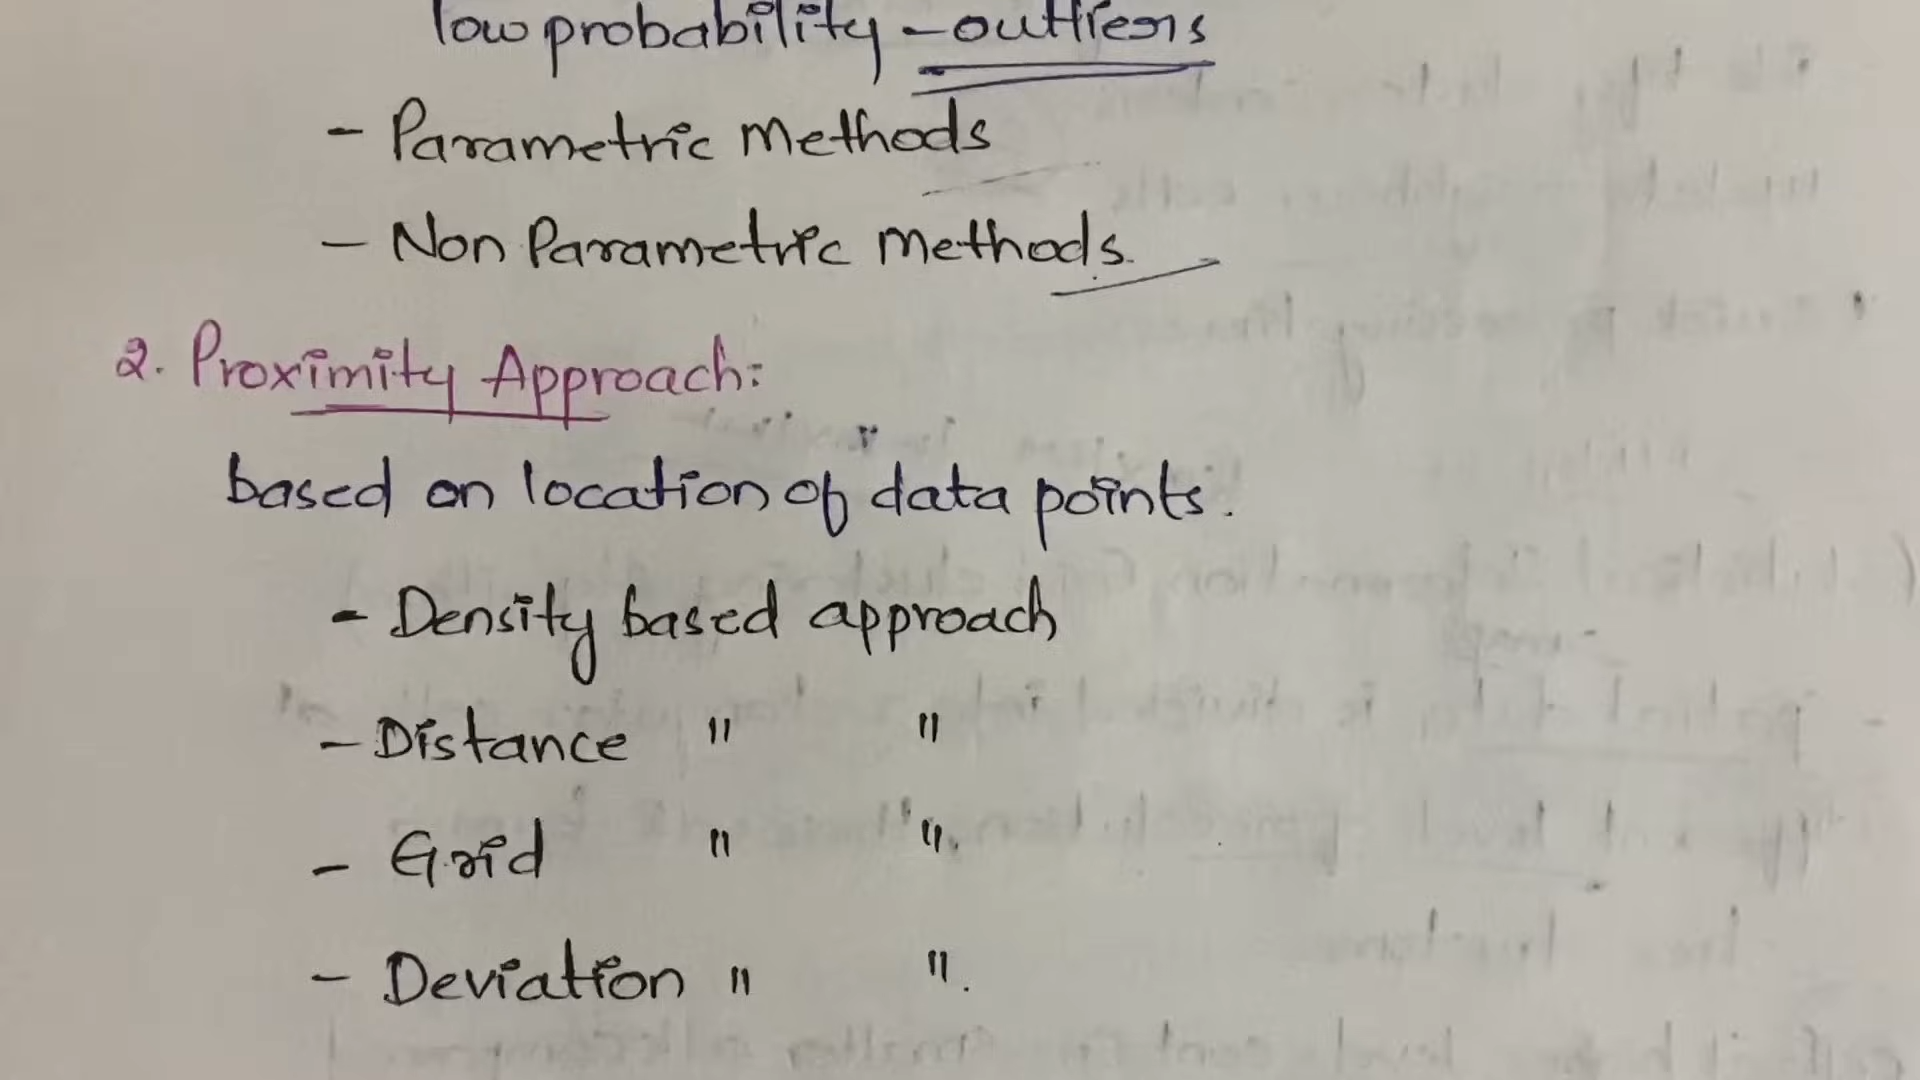 low probability - outliers
- Parametric Methods
- Non Parametric Methods.
2. Proximity Approach:
based on location of data points.
- Density based approach
- Distance " "
- Grid " ".
- Deviation " ".